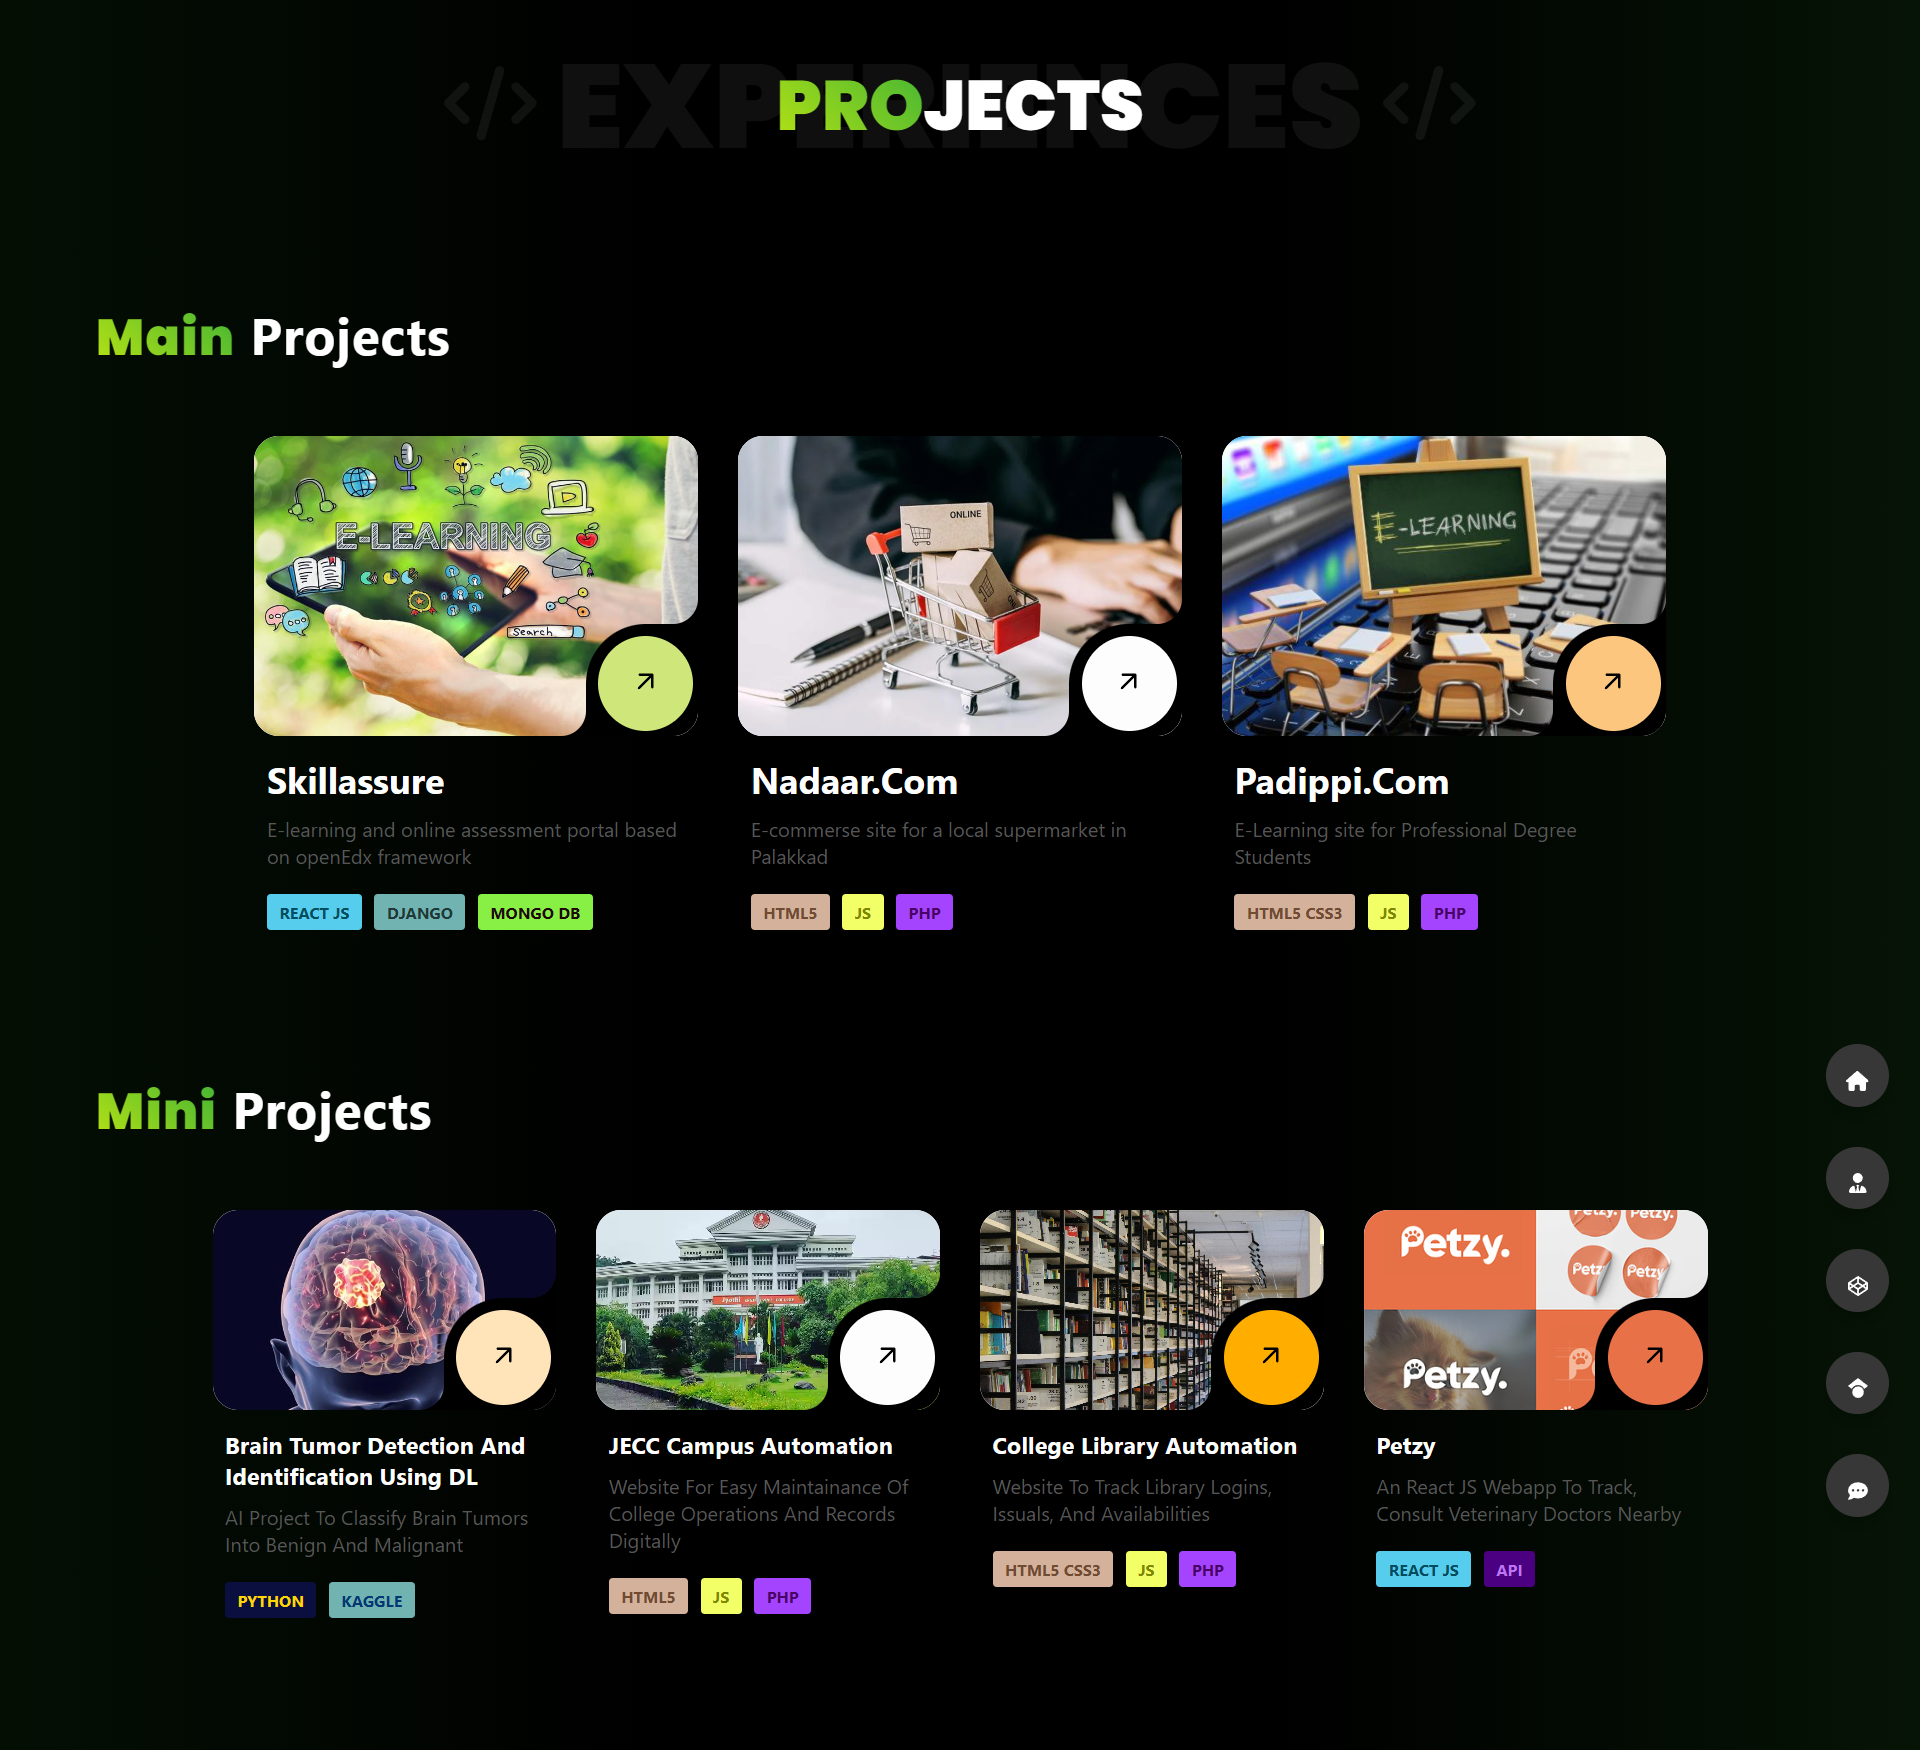 </> EXPERIENCES </>
PROJECTS
Main Projects
E-LEARNING
Search
ONLINE
E-LEARNING
Skillassure
E-learning and online assessment portal based
on openEdx framework
REACT JS DJANGO MONGO DB
Nadaar.Com
E-commerse site for a local supermarket in
Palakkad
HTML5 JS PHP
Padippi.Com
E-Learning site for Professional Degree
Students
HTML5 CSS3 JS PHP
Mini Projects
Jyothi
Petzy.
Petzy. Petzy.
Petzy. Petzy.
Petzy.
Brain Tumor Detection And
Identification Using DL
AI Project To Classify Brain Tumors
Into Benign And Malignant
PYTHON KAGGLE
JECC Campus Automation
Website For Easy Maintainance Of
College Operations And Records
Digitally
HTML5 JS PHP
College Library Automation
Website To Track Library Logins,
Issuals, And Availabilities
HTML5 CSS3 JS PHP
Petzy
An React JS Webapp To Track,
Consult Veterinary Doctors Nearby
REACT JS API